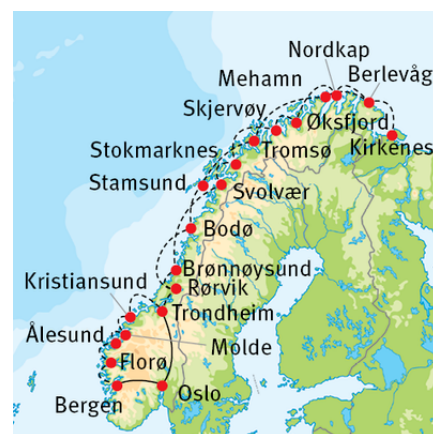 Nordkap
Mehamn
Berlevåg
Skjervøy
Øksfjord
Stokmarknes
Tromsø
Kirkenes
Stamsund
Svolvær
Bodø
Kristiansund
Brønnøysund
Rørvik
Trondheim
Ålesund
Molde
Florø
Bergen
Oslo